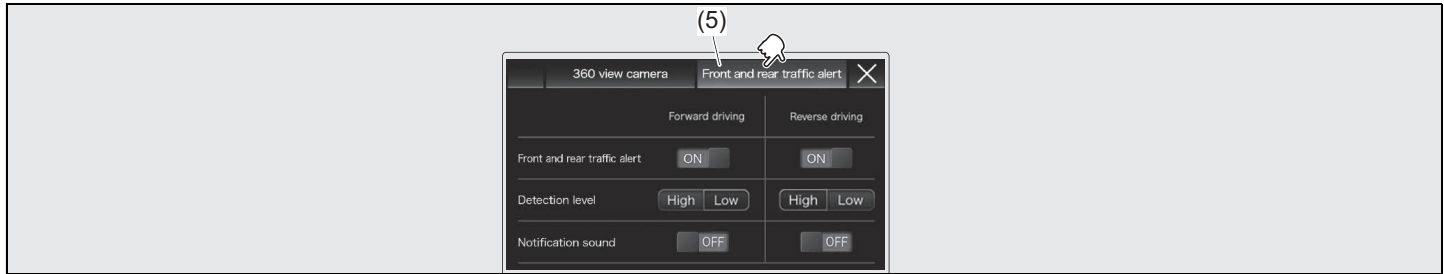 (5)
360 view camera Front and rear traffic alert
Forward driving Reverse driving
Front and rear traffic alert ON ON
Detection level High Low High Low
Notification sound OFF OFF